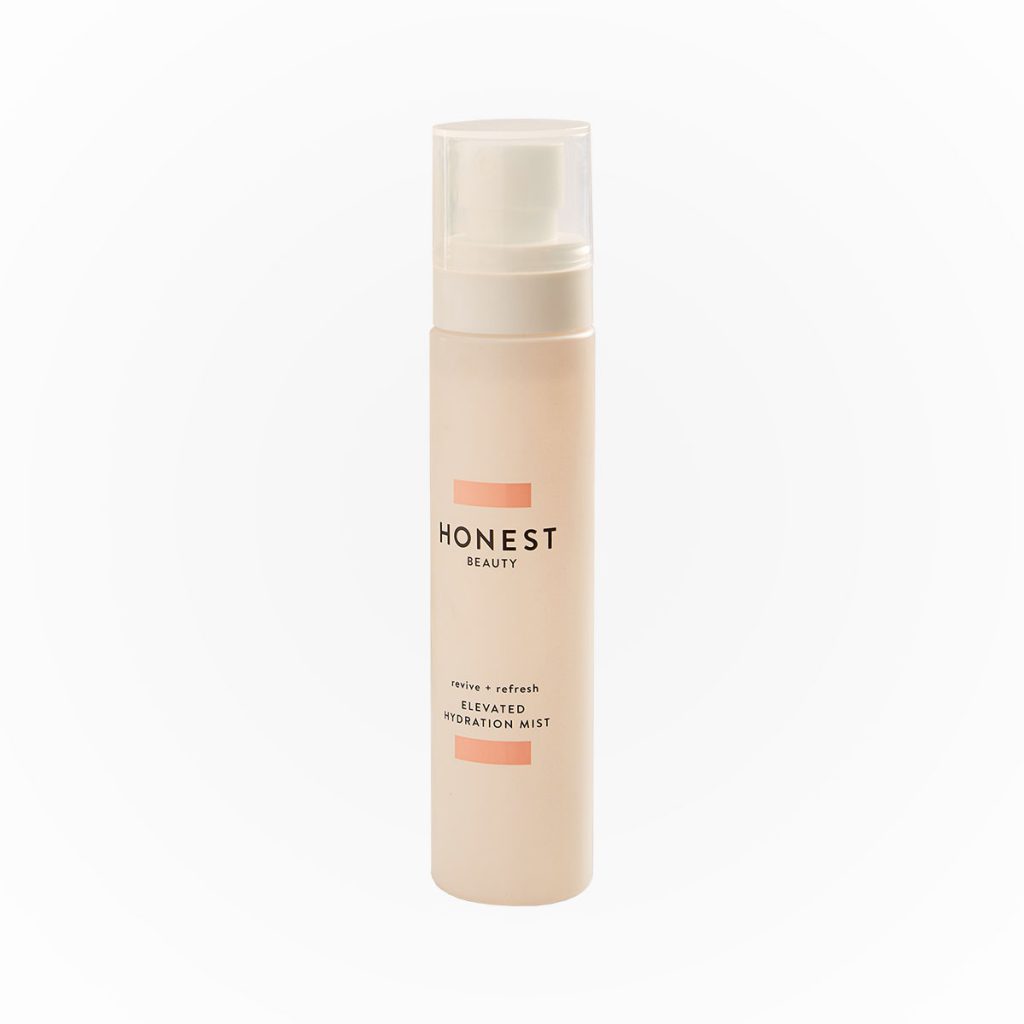 HONEST
BEAUTY
revive + refresh
ELEVATED
HYDRATION MIST